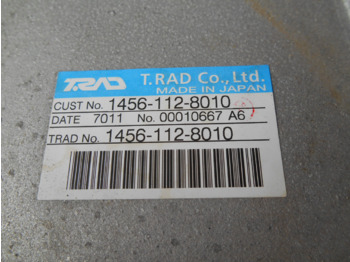 T.RAD T.RAD Co., Ltd.
MADE IN JAPAN
CUST No. 1456-112-8010
DATE 7011 No. 00010667 A6
TRAD No. 1456-112-8010